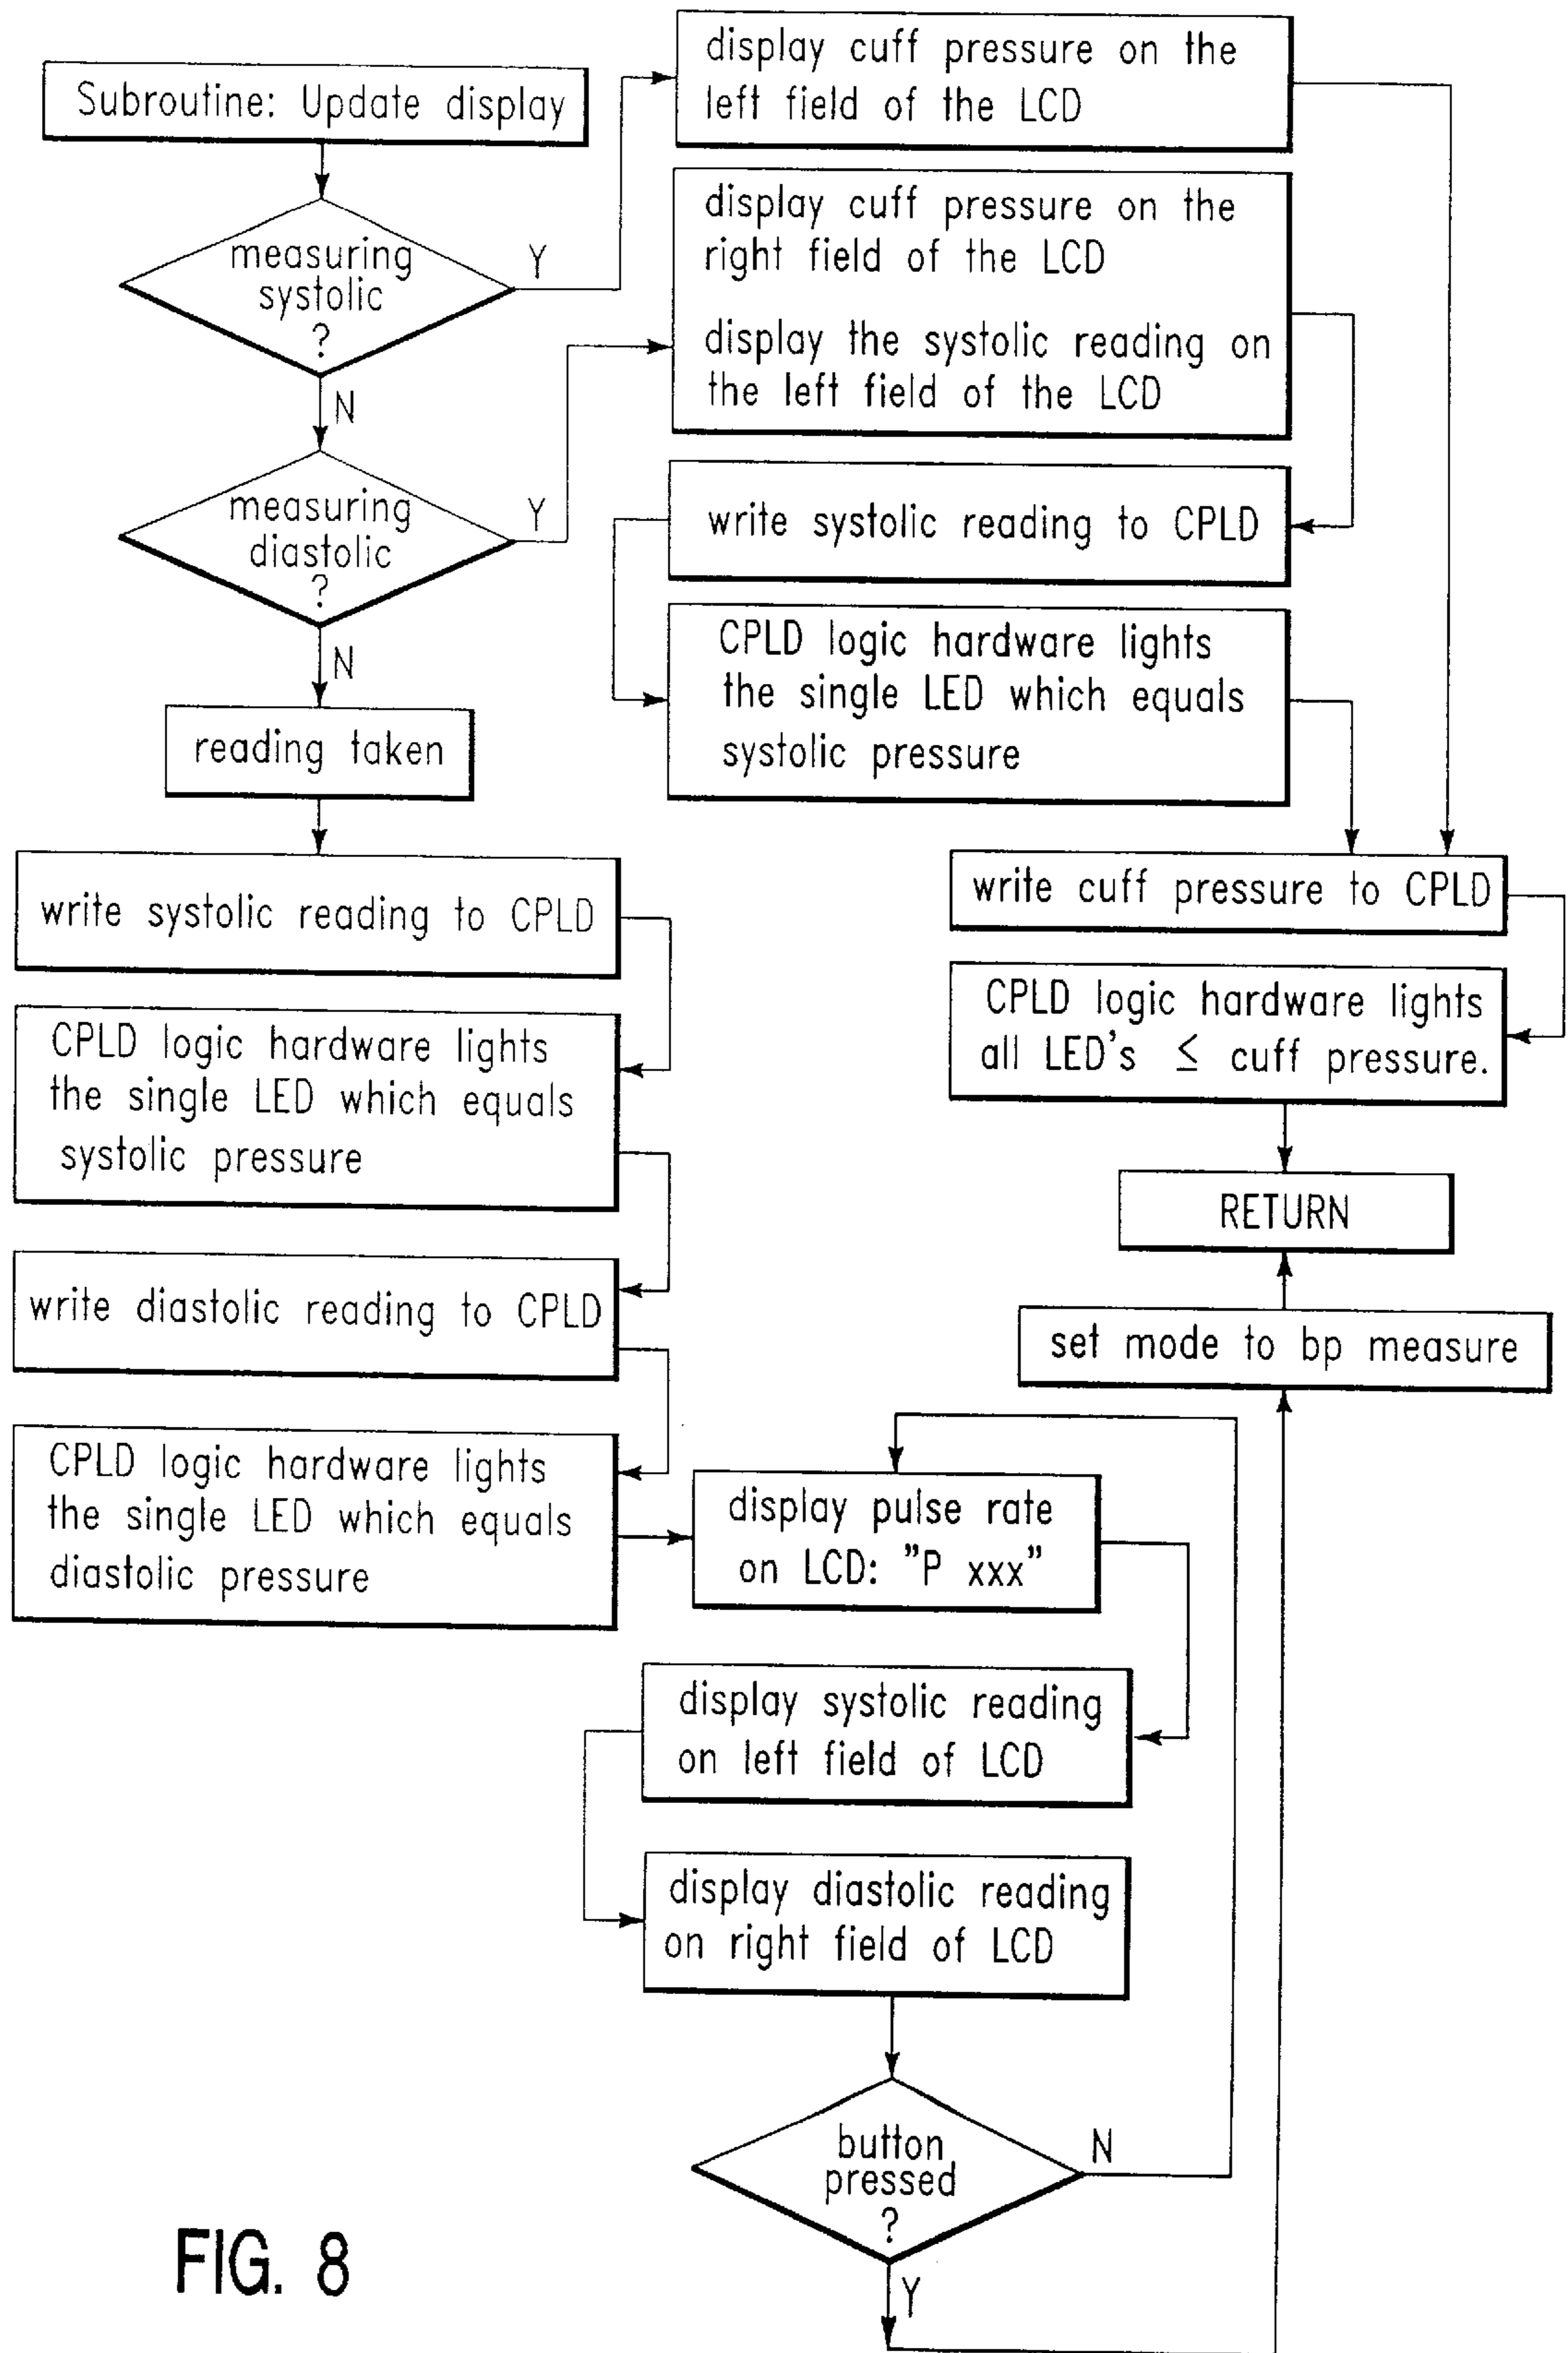 Subroutine: Update display
measuring
systolic
?
Y
N
display cuff pressure on the
left field of the LCD
measuring
diastolic
?
Y
N
display cuff pressure on the
right field of the LCD
display the systolic reading on
the left field of the LCD
write systolic reading to CPLD
CPLD logic hardware lights
the single LED which equals
systolic pressure
reading taken
write systolic reading to CPLD
CPLD logic hardware lights
the single LED which equals
systolic pressure
write diastolic reading to CPLD
CPLD logic hardware lights
the single LED which equals
diastolic pressure
write cuff pressure to CPLD
CPLD logic hardware lights
all LED's ≤ cuff pressure.
RETURN
set mode to bp measure
display pulse rate
on LCD: "P xxx"
display systolic reading
on left field of LCD
display diastolic reading
on right field of LCD
button
pressed
?
N
Y
FIG. 8